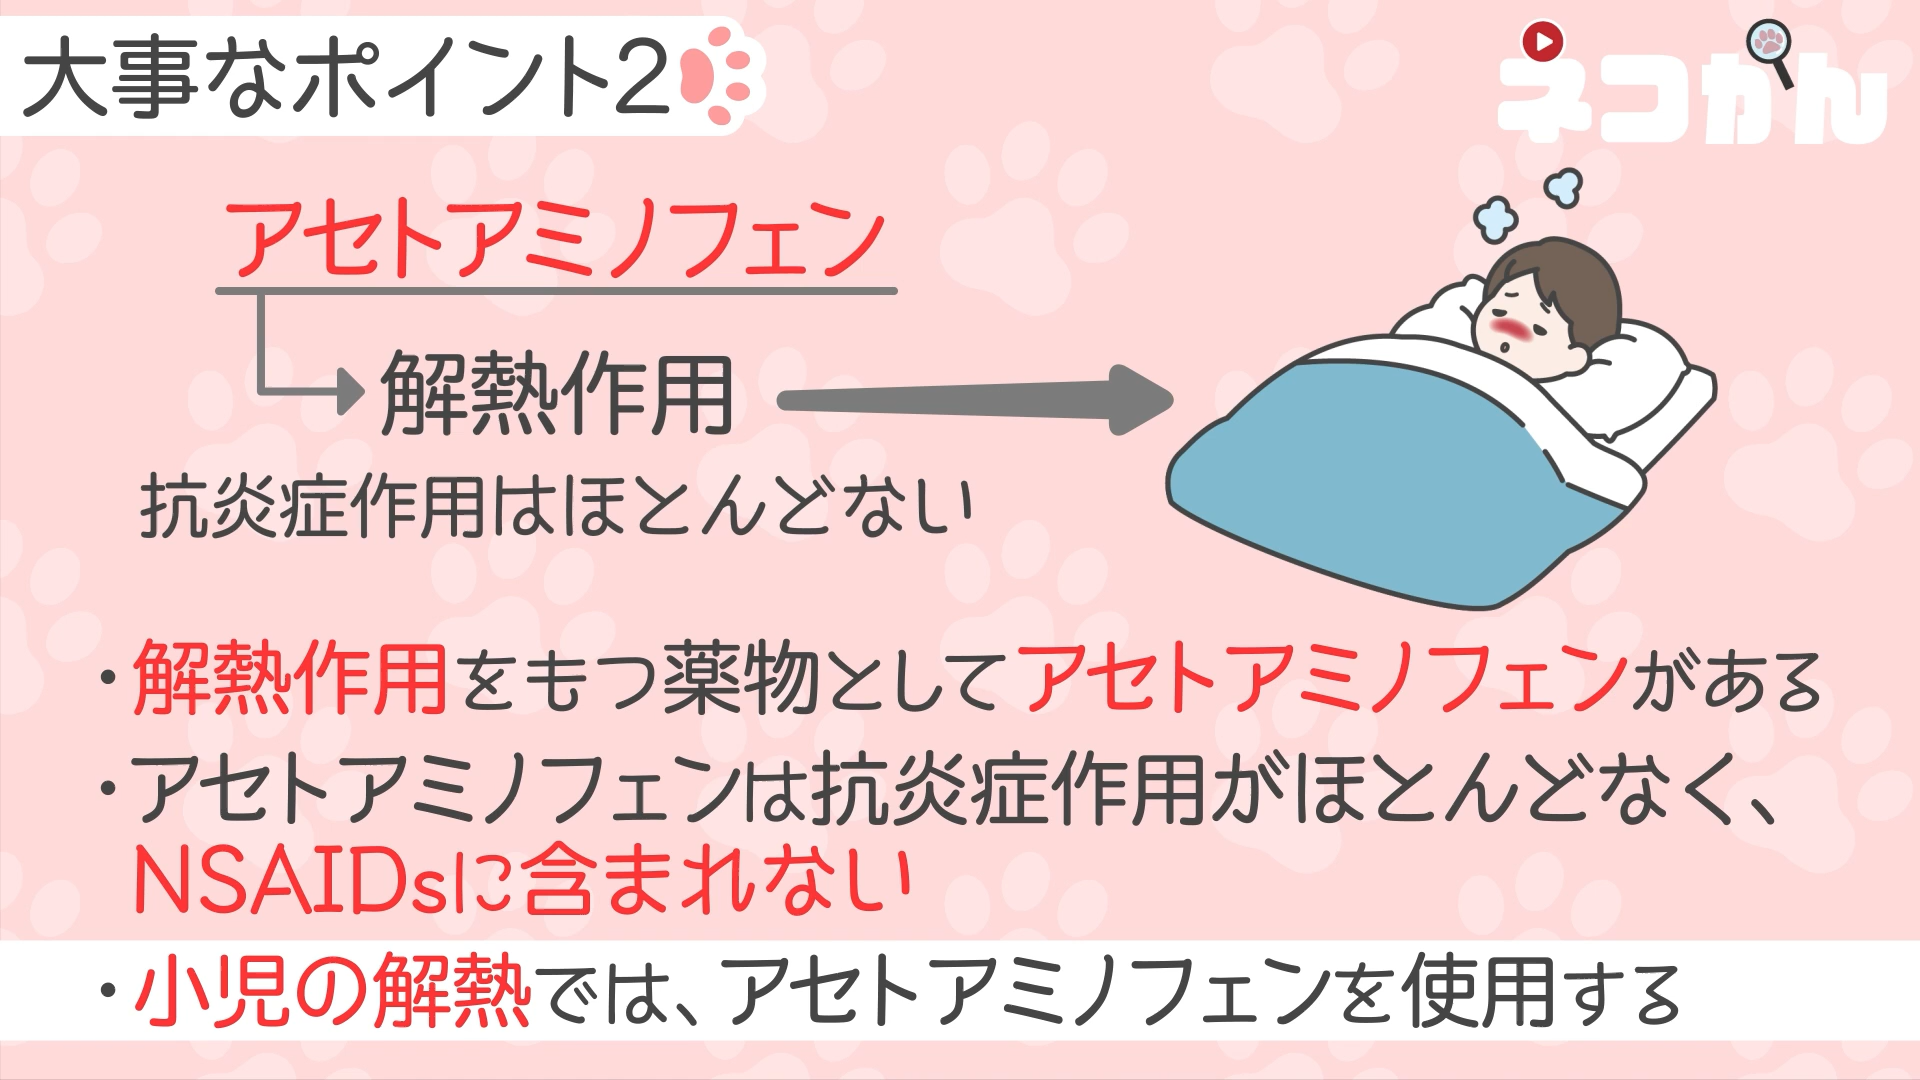 大事なポイント2
ネコかん
アセトアミノフェン
解熱作用
抗炎症作用はほとんどない
・解熱作用をもつ薬物としてアセトアミノフェンがある
・アセトアミノフェンは抗炎症作用がほとんどなく、
NSAIDsに含まれない
・小児の解熱では、アセトアミノフェンを使用する